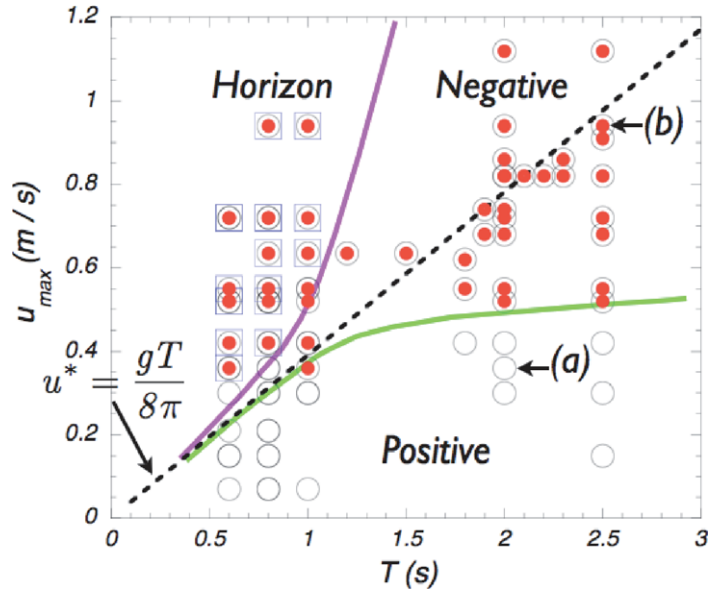 1.2
1
0.8
0.6
0.4
0.2
0
u_max (m / s)
Horizon
Negative
(b)
(a)
Positive
u* = gT / 8π
0 0.5 1 1.5 2 2.5 3
T (s)